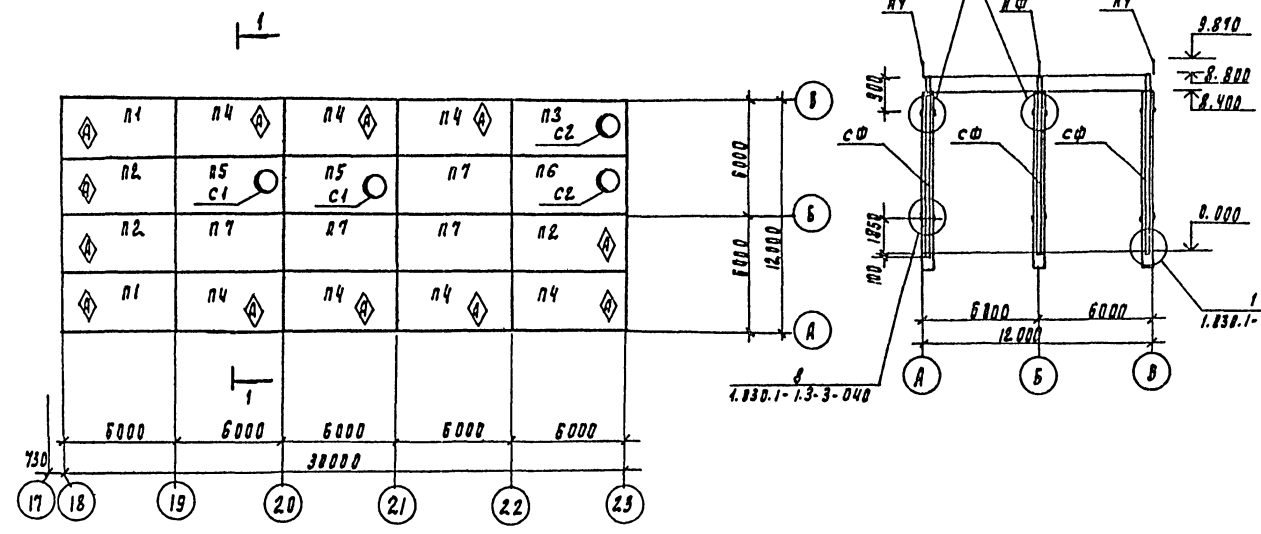 1
п1 п4 п4 п4 п3
А А А А С2
п2 п5 п5 п7 п6
А С1 С1 С2
п2 п7 п7 п7 п2
А А
п1 п4 п4 п4 п4
А А А А А
1
6000
6000
12000
В
Б
А
6000 6000 6000 6000 6000
730
30000
17 18 19 20 21 22 23
9.810
8.800
8.400
900
СФ СФ СФ
0.000
1850
100
6000 6000
12000
А Б В
8
1.030.1-1.3-3-040
1
1.030.1-